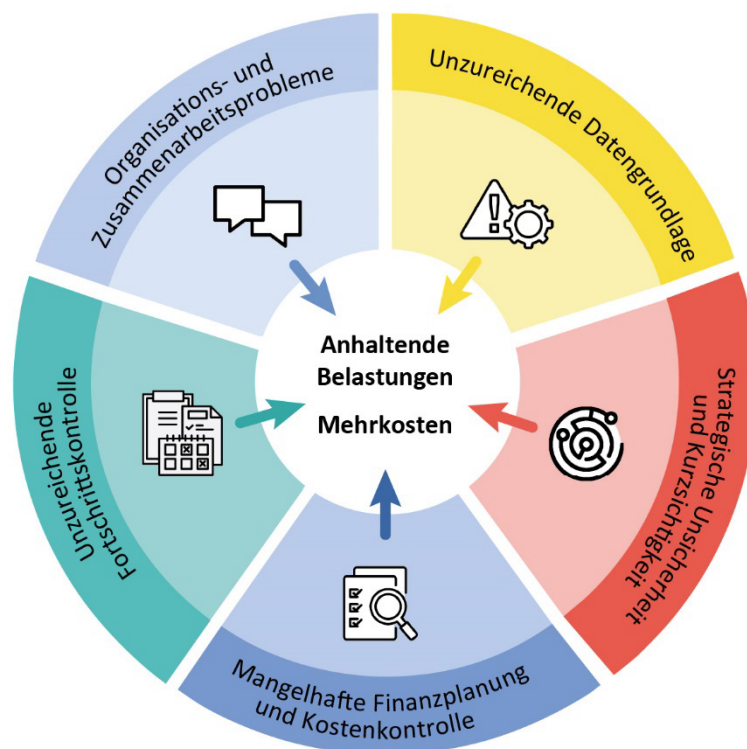 Organisations- und
Zusammenarbeitsprobleme
Unzureichende Datengrundlage
Strategische Unsicherheit
und Kurzsichtigkeit
Mangelhafte Finanzplanung
und Kostenkontrolle
Unzureichende
Fortschrittskontrolle
Anhaltende
Belastungen
Mehrkosten